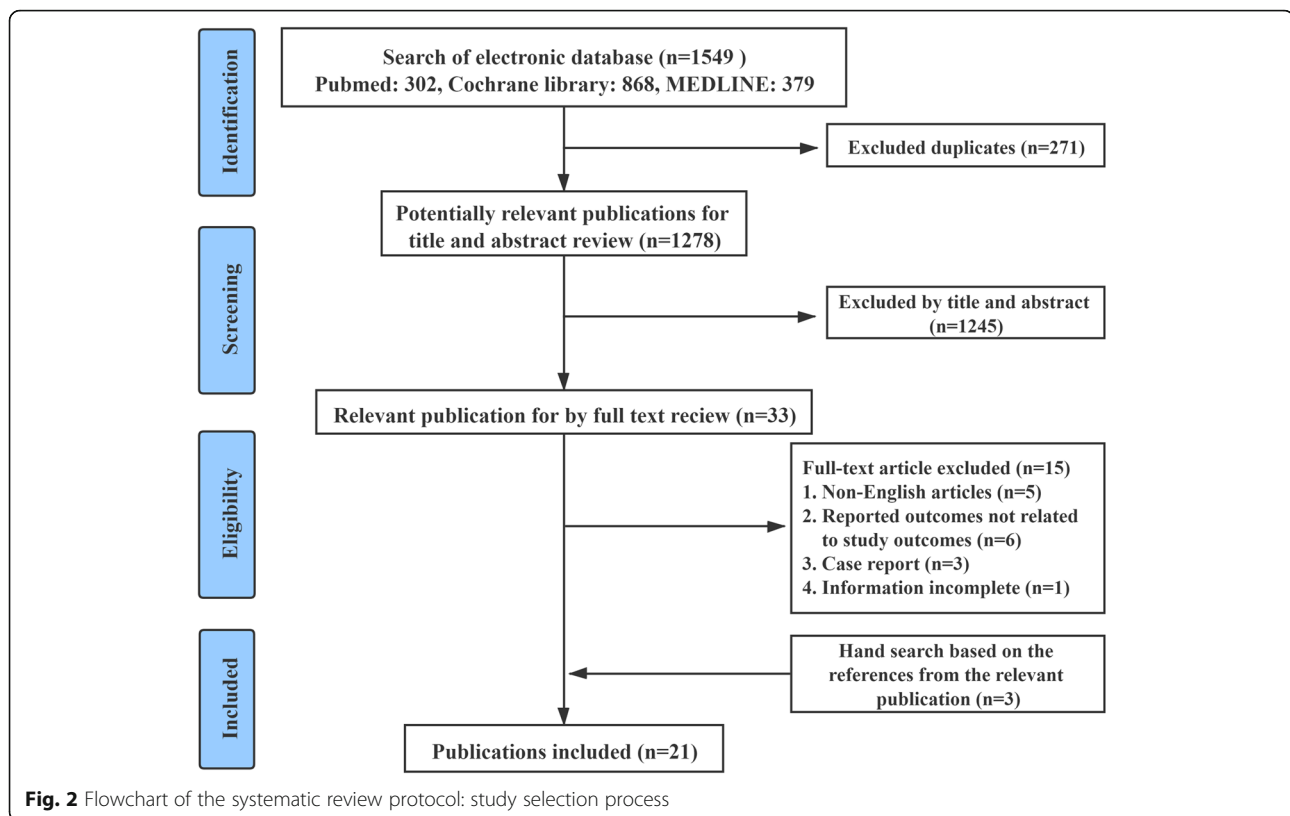 Identification
Search of electronic database (n=1549 )
Pubmed: 302, Cochrane library: 868, MEDLINE: 379
Excluded duplicates (n=271)
Potentially relevant publications for
title and abstract review (n=1278)
Screening
Excluded by title and abstract
(n=1245)
Relevant publication for by full text reciew (n=33)
Eligibility
Full-text article excluded (n=15)
1. Non-English articles (n=5)
2. Reported outcomes not related
to study outcomes (n=6)
3. Case report (n=3)
4. Information incomplete (n=1)
Included
Hand search based on the
references from the relevant
publication (n=3)
Publications included (n=21)
Fig. 2 Flowchart of the systematic review protocol: study selection process